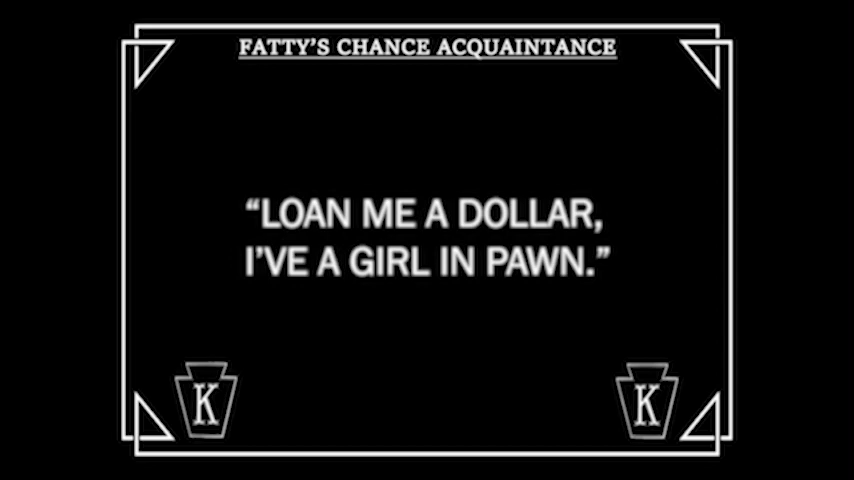 FATTY'S CHANCE ACQUAINTANCE
“LOAN ME A DOLLAR,
I'VE A GIRL IN PAWN.”
K K